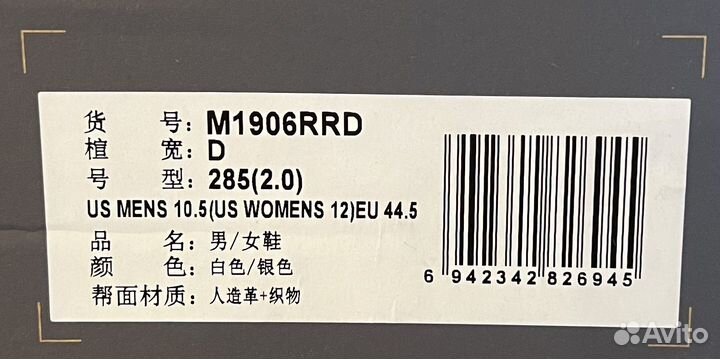 货 号: M1906RRD
楦 宽: D
号 型: 285(2.0)
US MENS 10.5(US WOMENS 12)EU 44.5
品 名: 男/女鞋
颜 色: 白色/银色
帮面材质: 人造革+织物
6 942342 826945
Avito